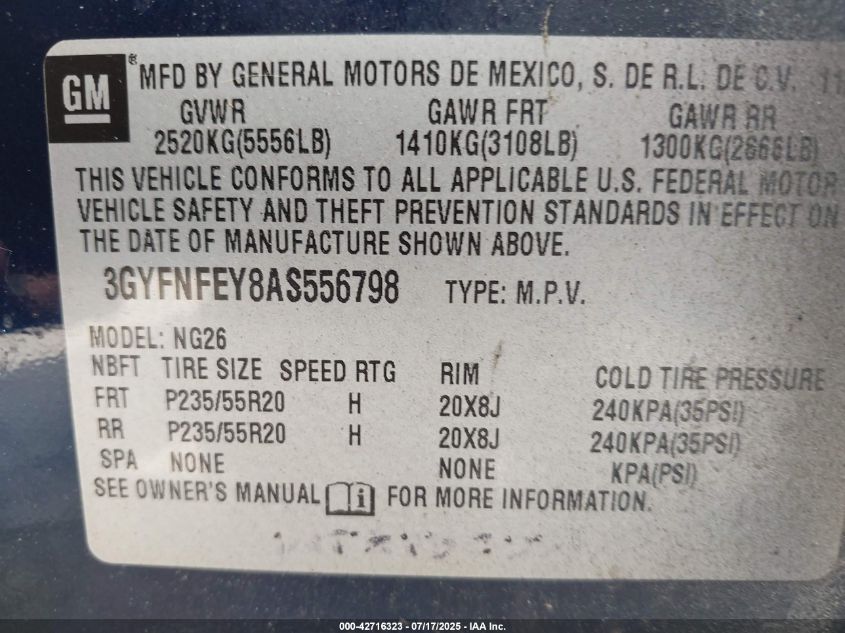 GM® MFD BY GENERAL MOTORS DE MEXICO, S. DE R.L. DE C.V. 11
GVWR GAWR FRT GAWR RR
2520KG(5556LB) 1410KG(3108LB) 1300KG(2866LB)
THIS VEHICLE CONFORMS TO ALL APPLICABLE U.S. FEDERAL MOTOR
VEHICLE SAFETY AND THEFT PREVENTION STANDARDS IN EFFECT ON
THE DATE OF MANUFACTURE SHOWN ABOVE.
3GYFNFEY8AS556798 TYPE: M.P.V.
MODEL: NG26
NBFT TIRE SIZE SPEED RTG RIM COLD TIRE PRESSURE
FRT P235/55R20 H 20X8J 240KPA(35PSI)
RR P235/55R20 H 20X8J 240KPA(35PSI)
SPA NONE NONE KPA(PSI)
SEE OWNER'S MANUAL i FOR MORE INFORMATION.
000-42716323 / 07/17/2025 - IAA Inc.